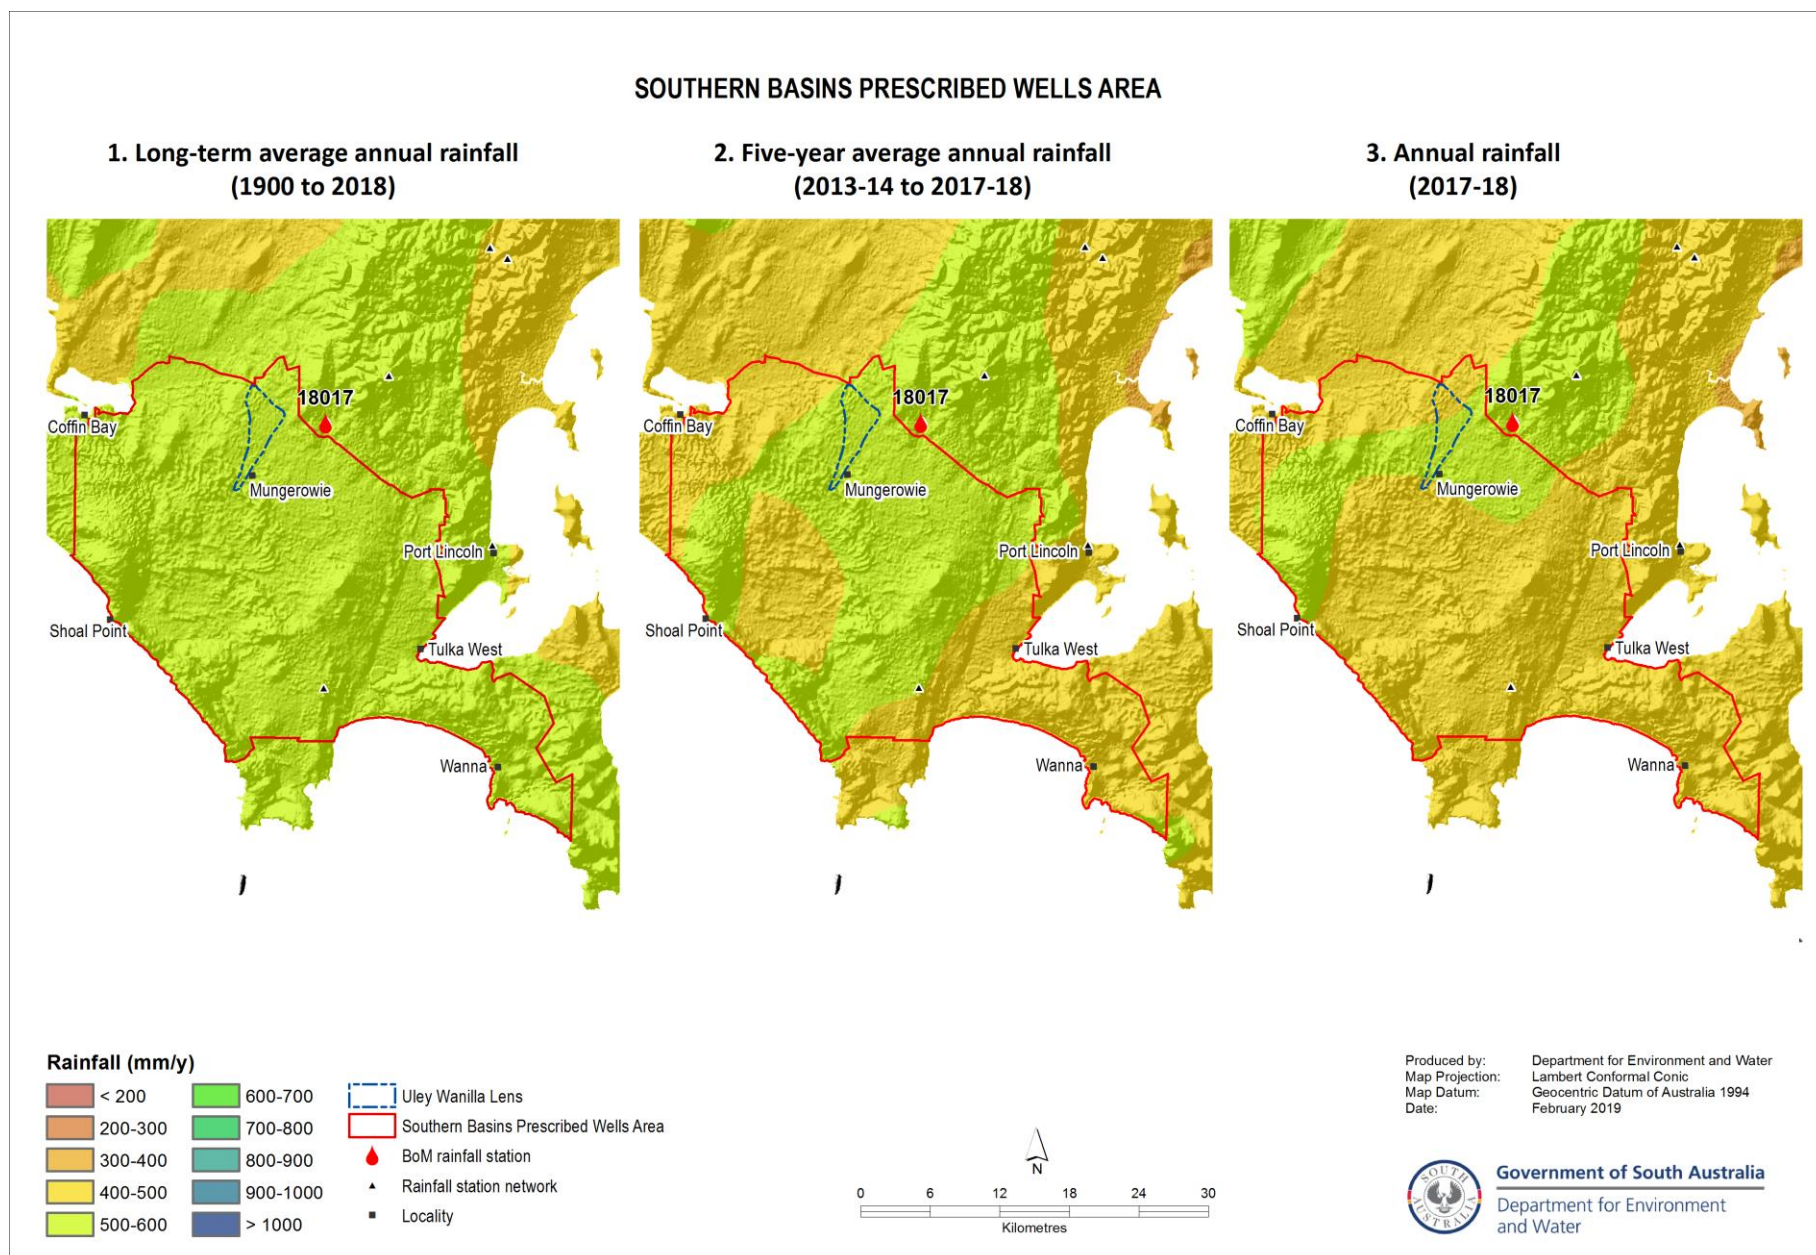 SOUTHERN BASINS PRESCRIBED WELLS AREA
1. Long-term average annual rainfall
(1900 to 2018)
2. Five-year average annual rainfall
(2013-14 to 2017-18)
3. Annual rainfall
(2017-18)
18017
Coffin Bay
Mungerowie
Port Lincoln
Shoal Point
Tulka West
Wanna
18017
Coffin Bay
Mungerowie
Port Lincoln
Shoal Point
Tulka West
Wanna
18017
Coffin Bay
Mungerowie
Port Lincoln
Shoal Point
Tulka West
Wanna
Rainfall (mm/y)
< 200
200-300
300-400
400-500
500-600
600-700
700-800
800-900
900-1000
> 1000
Uley Wanilla Lens
Southern Basins Prescribed Wells Area
BoM rainfall station
Rainfall station network
Locality
N
0 6 12 18 24 30
Kilometres
Produced by: Department for Environment and Water
Map Projection: Lambert Conformal Conic
Map Datum: Geocentric Datum of Australia 1994
Date: February 2019
SOUTH AUSTRALIA
Government of South Australia
Department for Environment
and Water